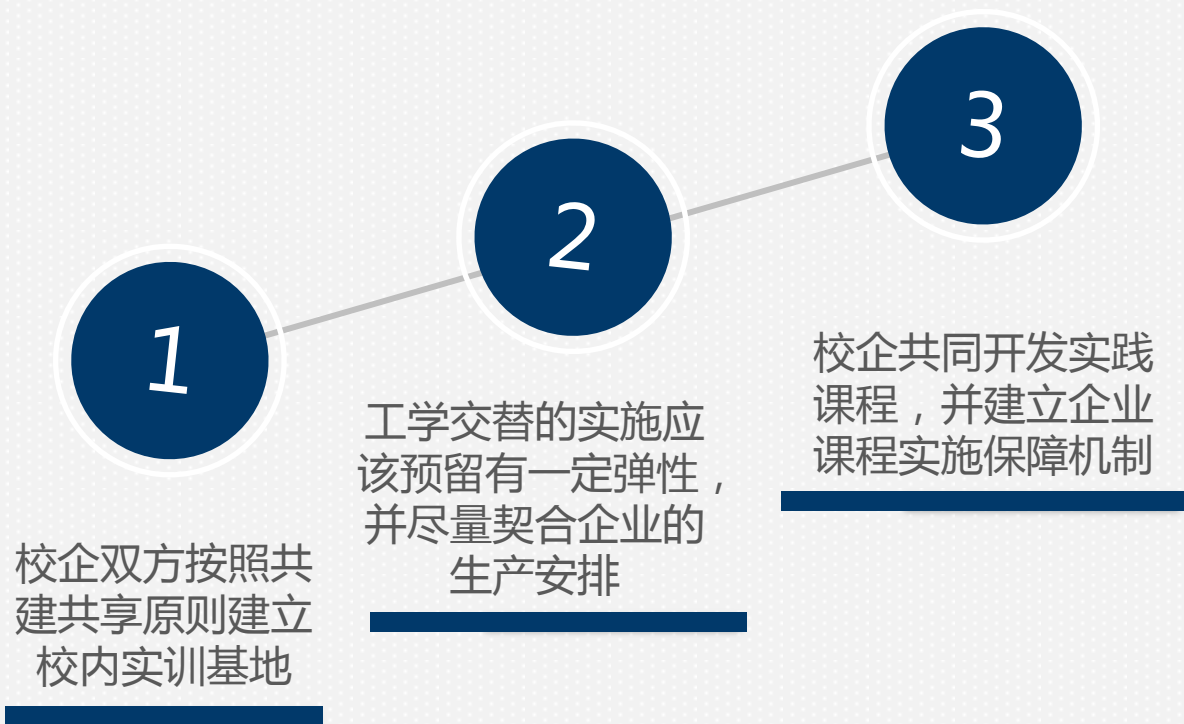 1
校企双方按照共
建共享原则建立
校内实训基地
2
工学交替的实施应
该预留有一定弹性，
并尽量契合企业的
生产安排
3
校企共同开发实践
课程，并建立企业
课程实施保障机制